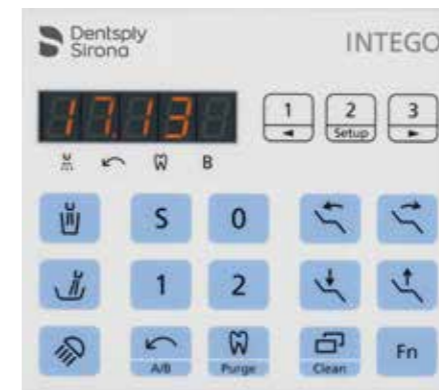 Dentsply
Sirona
INTEGO
17.13
1 2 3
Setup
B
S 0
1 2
A/B Purge Clean Fn